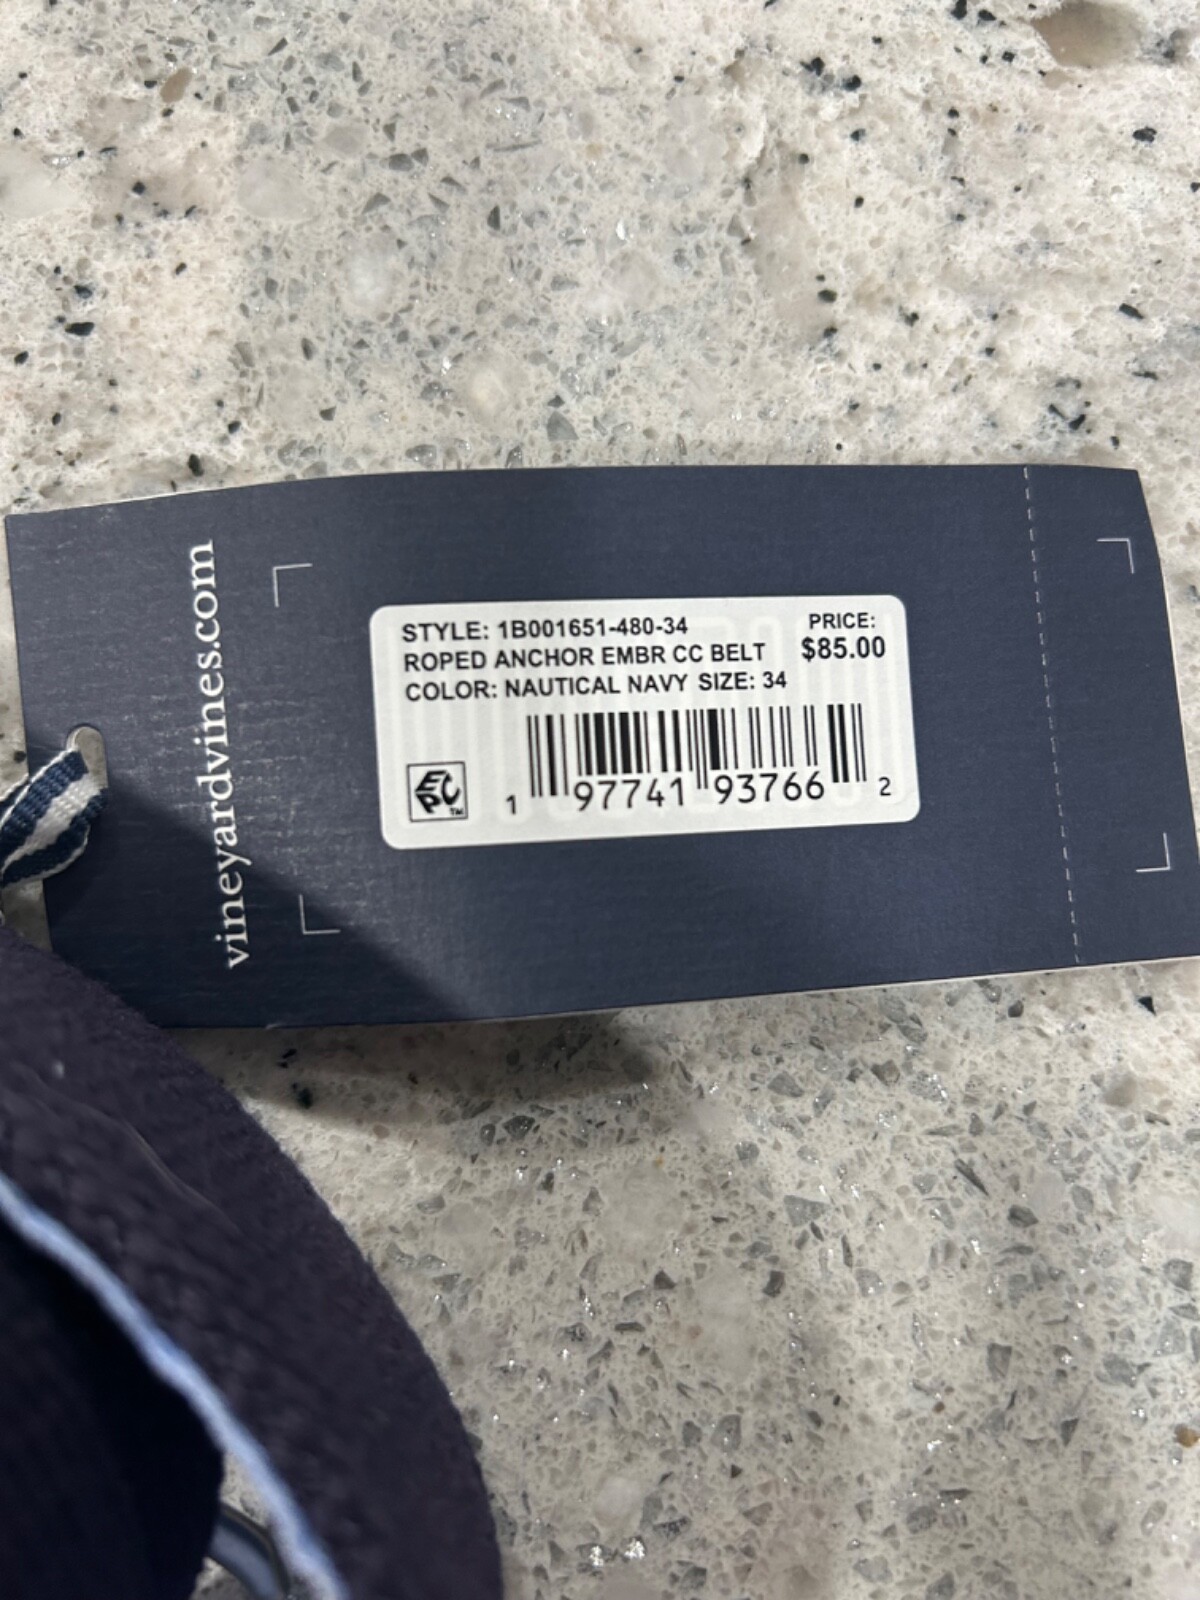 vineyardvines.com
STYLE: 1B001651-480-34 PRICE:
ROPED ANCHOR EMBR CC BELT $85.00
COLOR: NAUTICAL NAVY SIZE: 34
EPC™
1 97741 93766 2